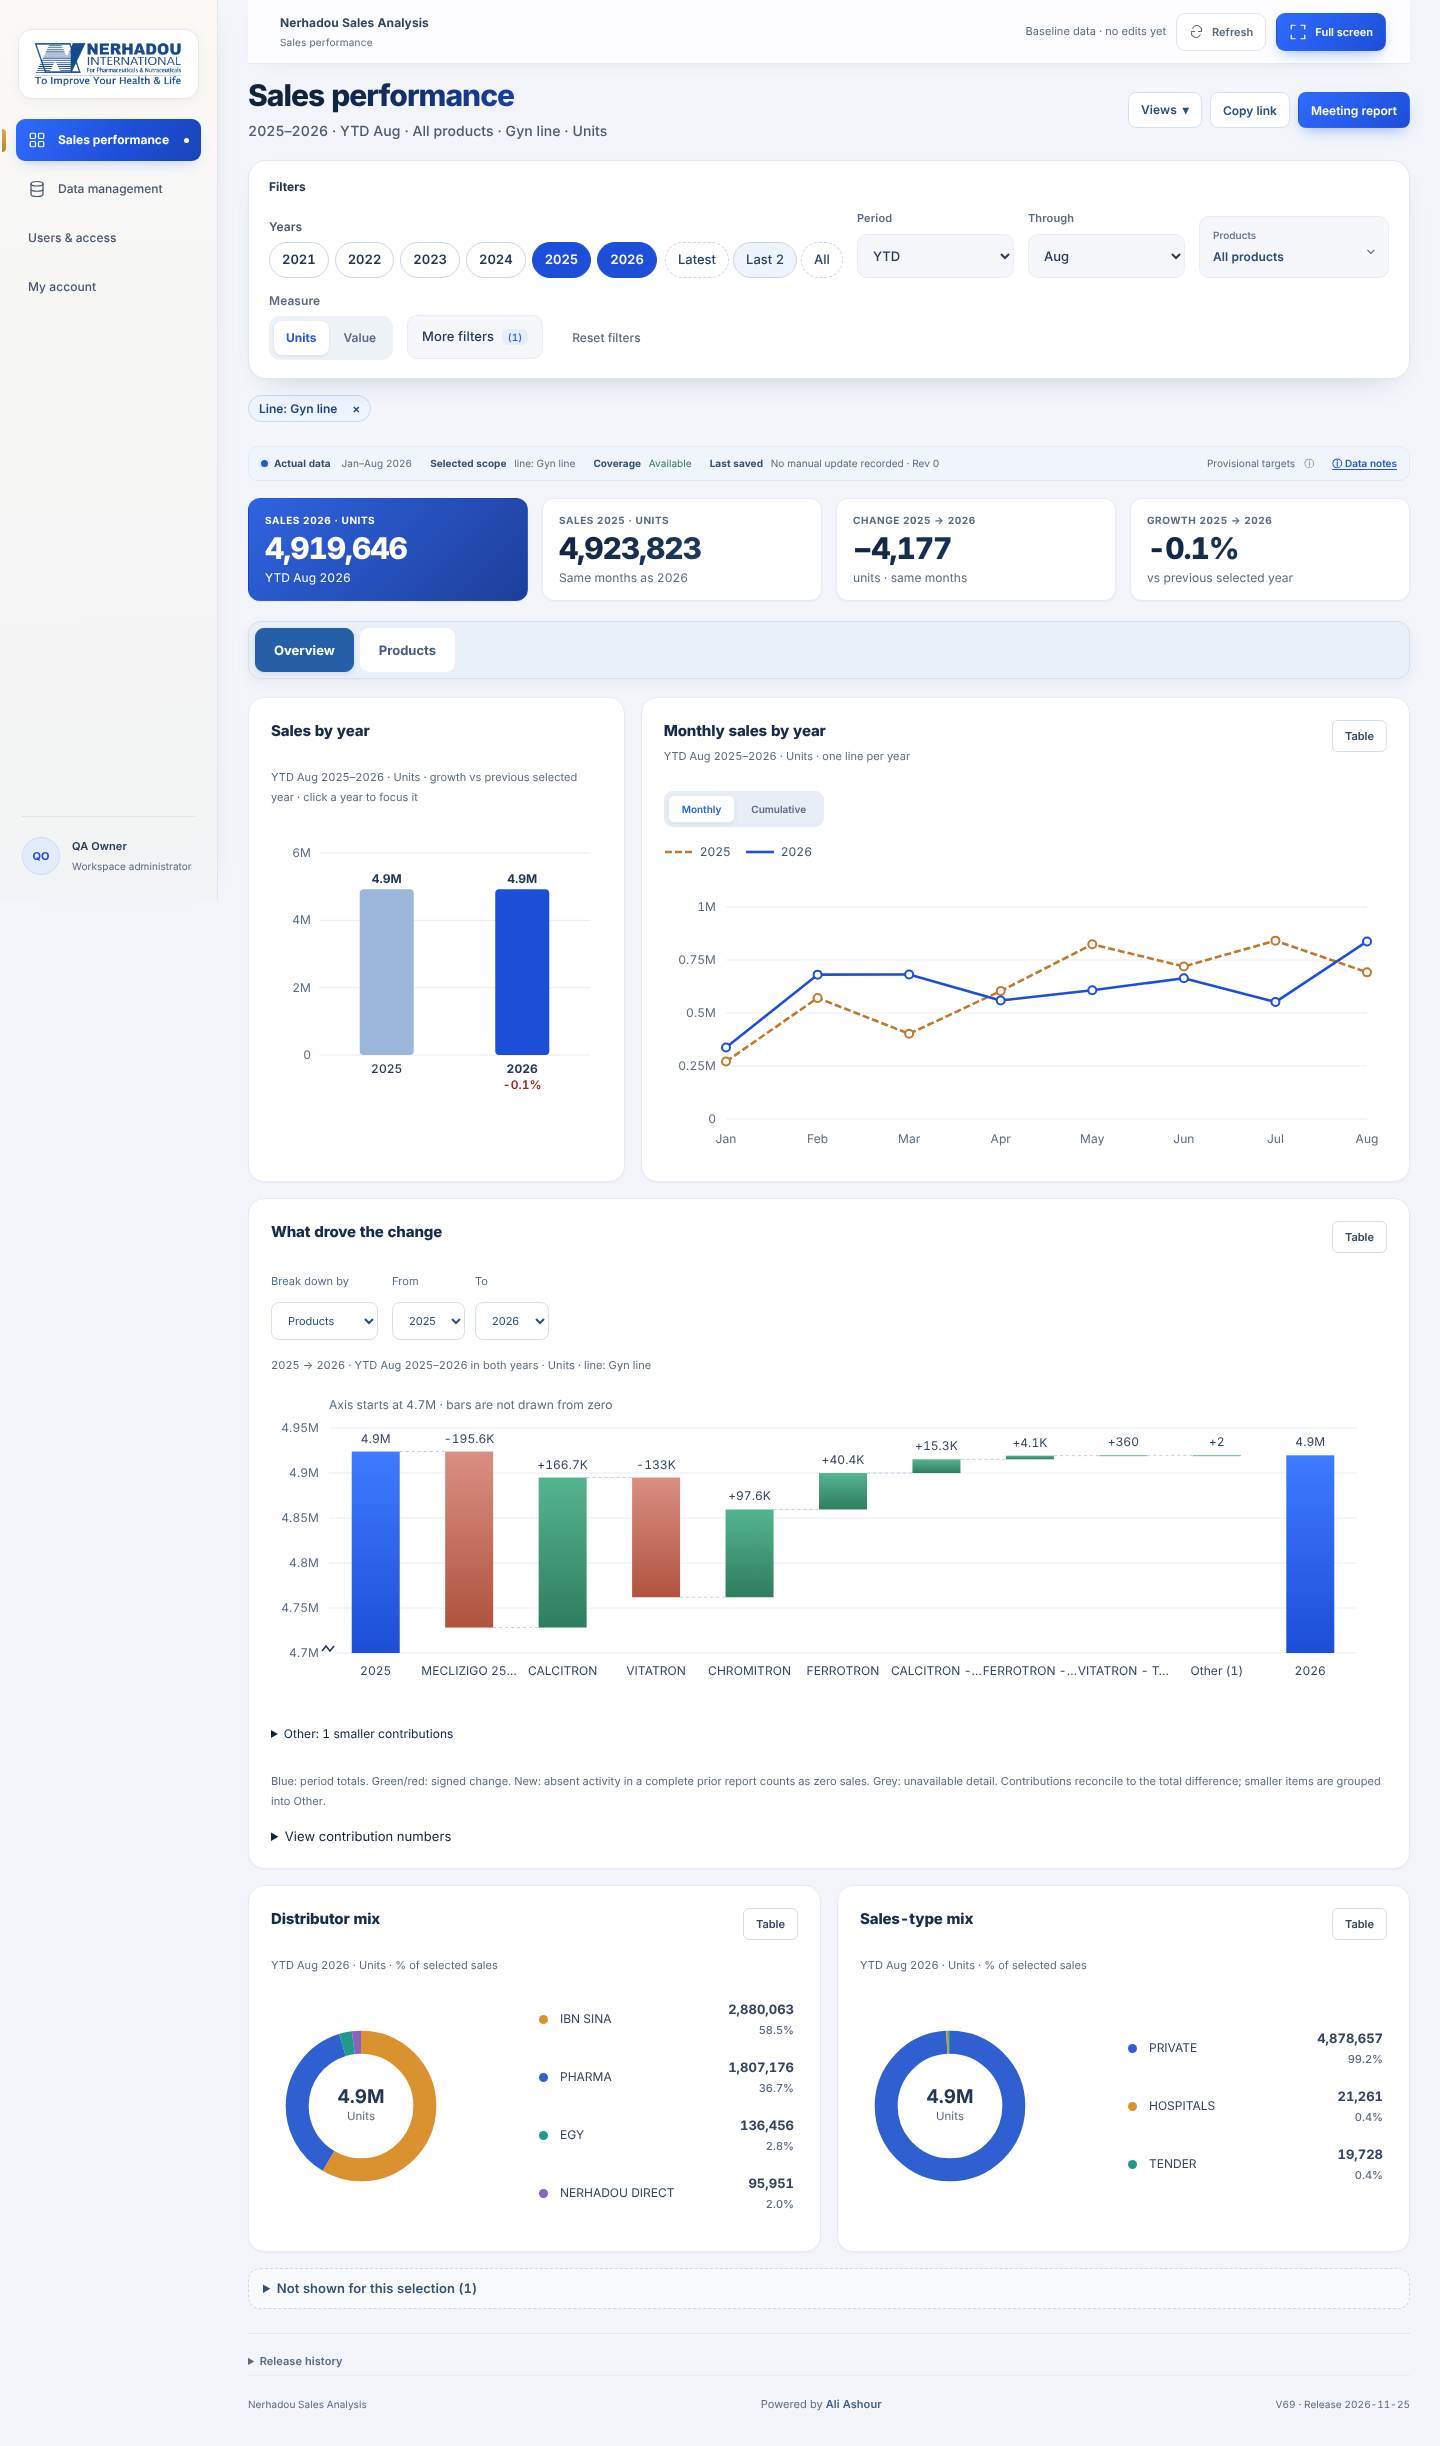 NERHADOU
INTERNATIONAL
For Pharmaceuticals & Nutraceuticals
To Improve Your Health & Life
Sales performance
Data management
Users & access
My account
QO
QA Owner
Workspace administrator
Nerhadou Sales Analysis
Sales performance
Baseline data · no edits yet
Refresh
Full screen
Sales performance
2025–2026 · YTD Aug · All products · Gyn line · Units
Views ▾
Copy link
Meeting report
Filters
Years
2021 2022 2023 2024 2025 2026 Latest Last 2 All
Period
YTD
Through
Aug
Products
All products
Measure
Units Value
More filters (1)
Reset filters
Line: Gyn line ×
Actual data Jan–Aug 2026 Selected scope line: Gyn line Coverage Available Last saved No manual update recorded · Rev 0
Provisional targets ⓘ ⓘ Data notes
SALES 2026 · UNITS
4,919,646
YTD Aug 2026
SALES 2025 · UNITS
4,923,823
Same months as 2026
CHANGE 2025 → 2026
–4,177
units · same months
GROWTH 2025 → 2026
-0.1%
vs previous selected year
Overview Products
Sales by year
YTD Aug 2025–2026 · Units · growth vs previous selected
year · click a year to focus it
6M
4M
2M
0
4.9M 4.9M
2025 2026
-0.1%
Monthly sales by year
Table
YTD Aug 2025–2026 · Units · one line per year
Monthly Cumulative
2025 2026
1M
0.75M
0.5M
0.25M
0
Jan Feb Mar Apr May Jun Jul Aug
What drove the change
Table
Break down by From To
Products 2025 2026
2025 → 2026 · YTD Aug 2025–2026 in both years · Units · line: Gyn line
Axis starts at 4.7M · bars are not drawn from zero
4.95M
4.9M
4.85M
4.8M
4.75M
4.7M
4.9M -195.6K +166.7K -133K +97.6K +40.4K +15.3K +4.1K +360 +2 4.9M
2025 MECLIZIGO 25... CALCITRON VITATRON CHROMITRON FERROTRON CALCITRON -... FERROTRON -... VITATRON - T... Other (1) 2026
Other: 1 smaller contributions
Blue: period totals. Green/red: signed change. New: absent activity in a complete prior report counts as zero sales. Grey: unavailable detail. Contributions reconcile to the total difference; smaller items are grouped
into Other.
View contribution numbers
Distributor mix
Table
YTD Aug 2026 · Units · % of selected sales
4.9M
Units
IBN SINA 2,880,063
58.5%
PHARMA 1,807,176
36.7%
EGY 136,456
2.8%
NERHADOU DIRECT 95,951
2.0%
Sales-type mix
Table
YTD Aug 2026 · Units · % of selected sales
4.9M
Units
PRIVATE 4,878,657
99.2%
HOSPITALS 21,261
0.4%
TENDER 19,728
0.4%
Not shown for this selection (1)
Release history
Nerhadou Sales Analysis
Powered by Ali Ashour
V69 · Release 2026-11-25